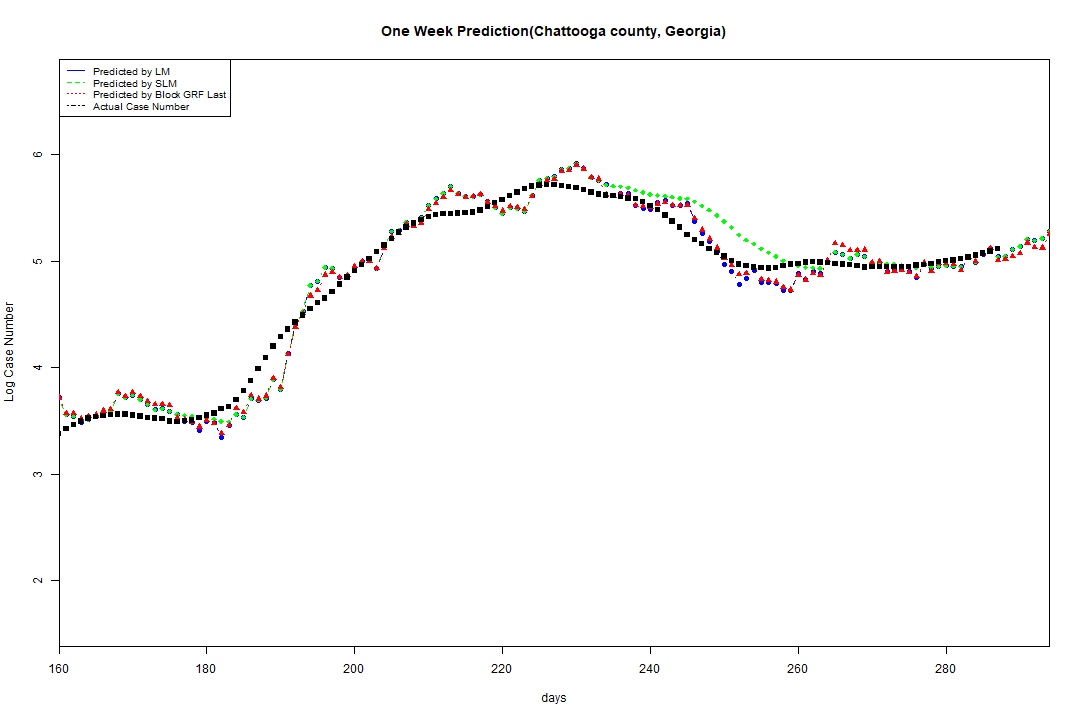 One Week Prediction(Chattooga county, Georgia)
Predicted by LM
Predicted by SLM
Predicted by Block GRF Last
Actual Case Number
6
5
4
3
2
Log Case Number
160 180 200 220 240 260 280
days